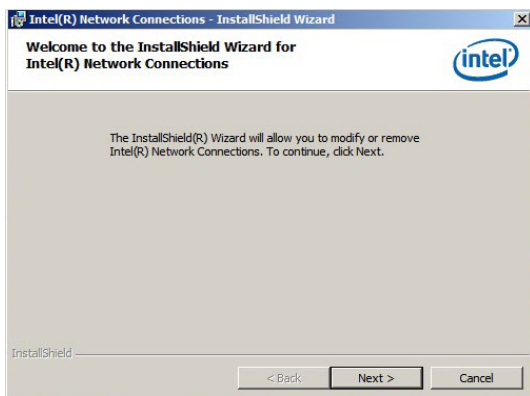 Intel(R) Network Connections - InstallShield Wizard
Welcome to the InstallShield Wizard for
Intel(R) Network Connections
intel
The InstallShield(R) Wizard will allow you to modify or remove
Intel(R) Network Connections. To continue, click Next.
InstallShield
< Back
Next >
Cancel